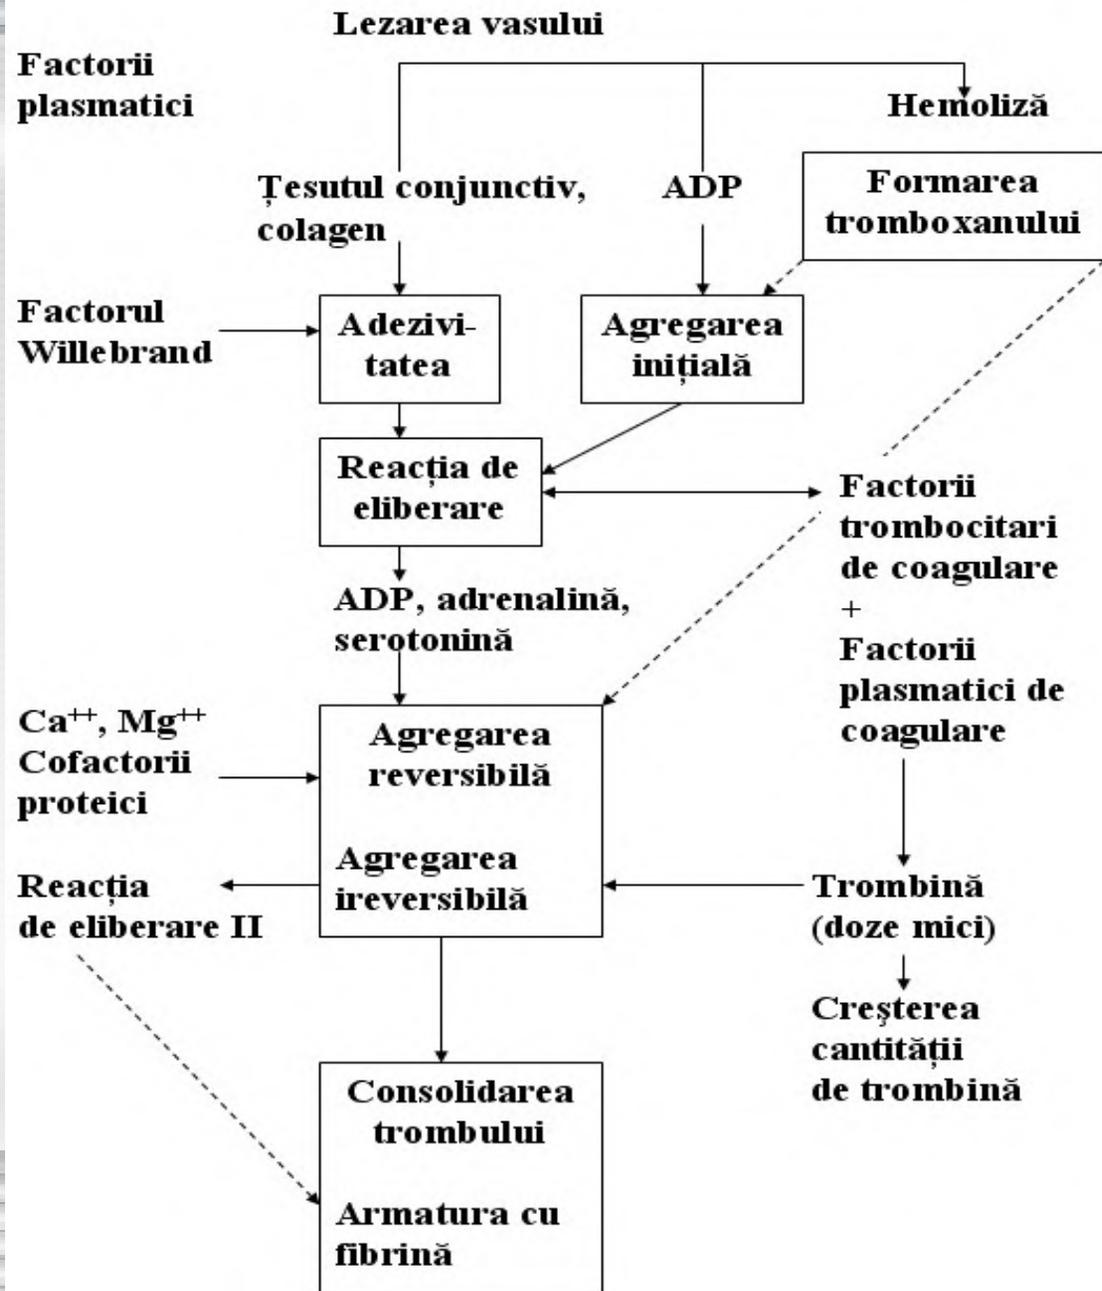 Lezarea vasului
Factorii
plasmatici
Hemoliză
Țesutul conjunctiv,
colagen
ADP
Formarea
tromboxanului
Factorul
Willebrand
Adezivi-
tatea
Agregarea
inițială
Reacția de
eliberare
Factorii
trombocitari
de coagulare
+
Factorii
plasmatici de
coagulare
ADP, adrenalină,
serotonină
Ca⁺⁺, Mg⁺⁺
Cofactorii
proteici
Agregarea
reversibilă
Agregarea
ireversibilă
Reacția
de eliberare II
Trombină
(doze mici)
Creşterea
cantității
de trombină
Consolidarea
trombului
Armatura cu
fibrină